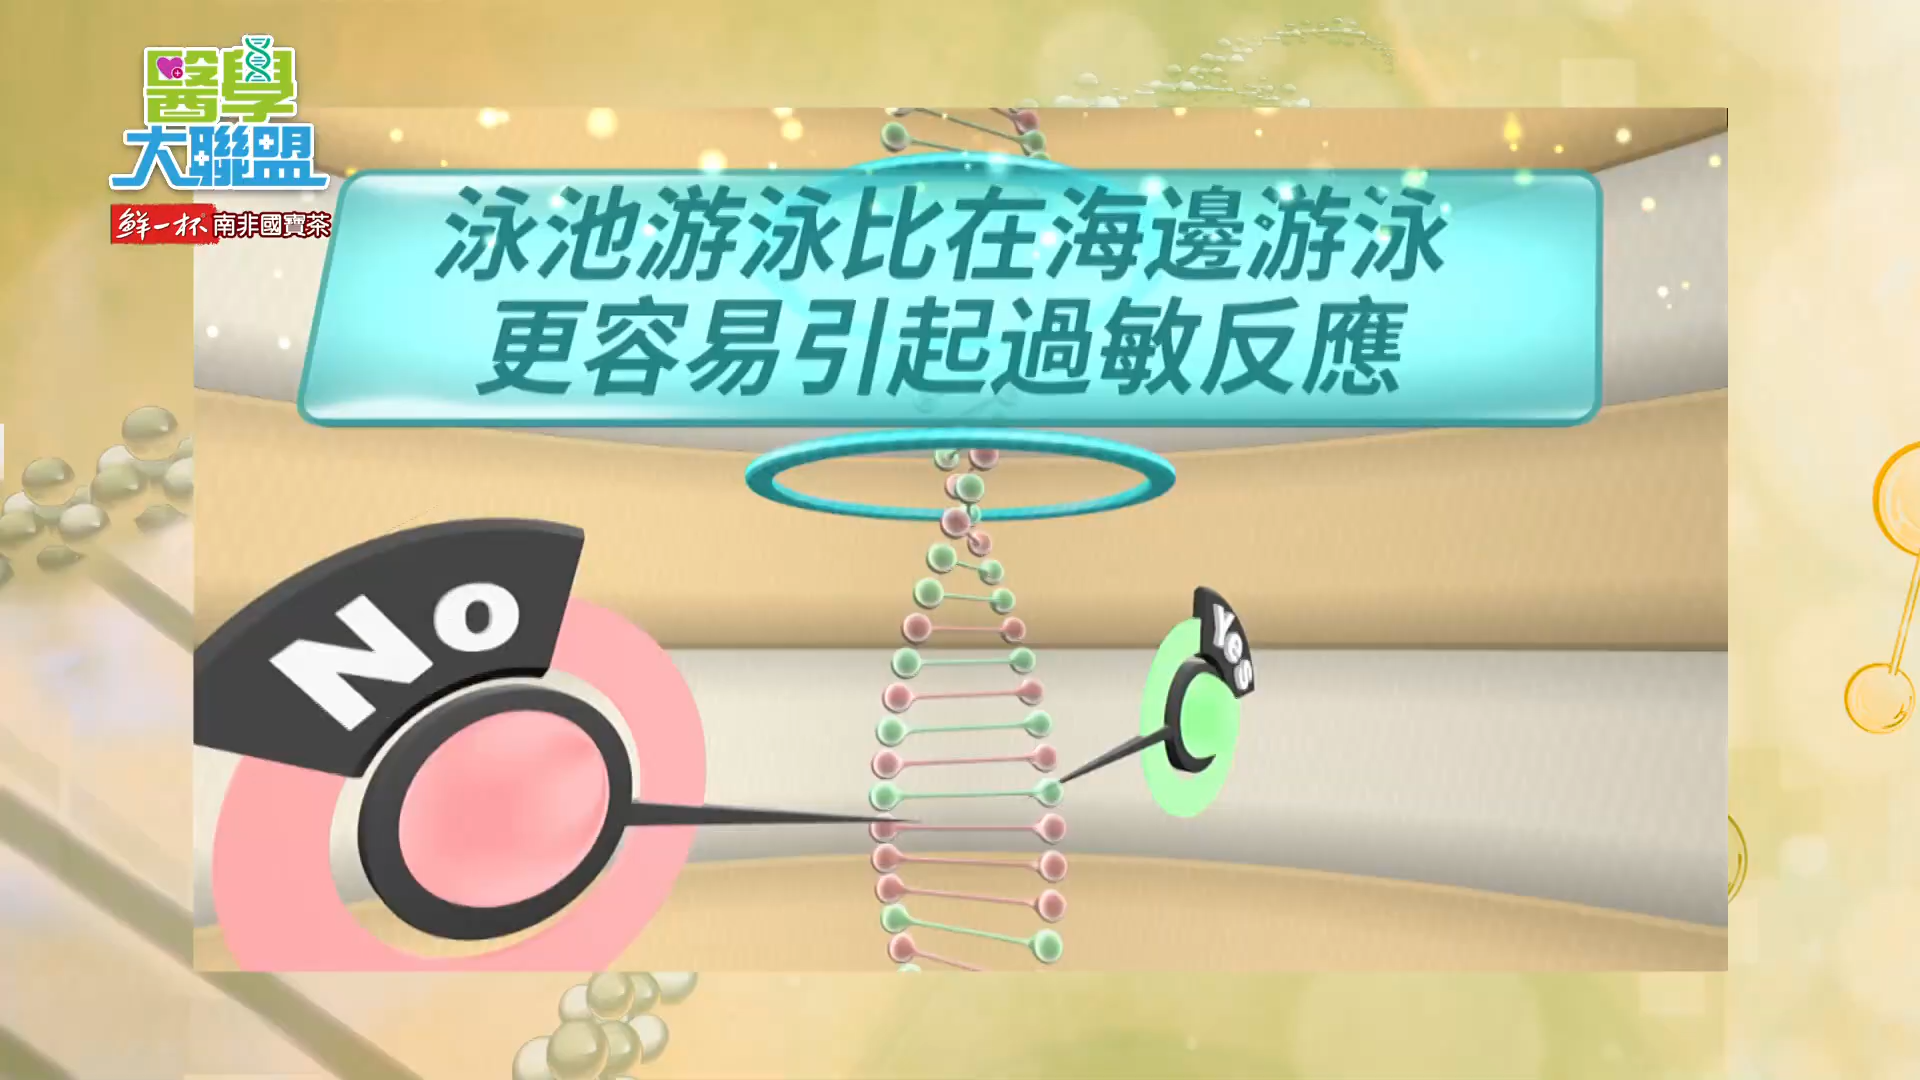 醫學
大聯盟
鮮一杯 南非國寶茶
泳池游泳比在海邊游泳
更容易引起過敏反應
No
Yes